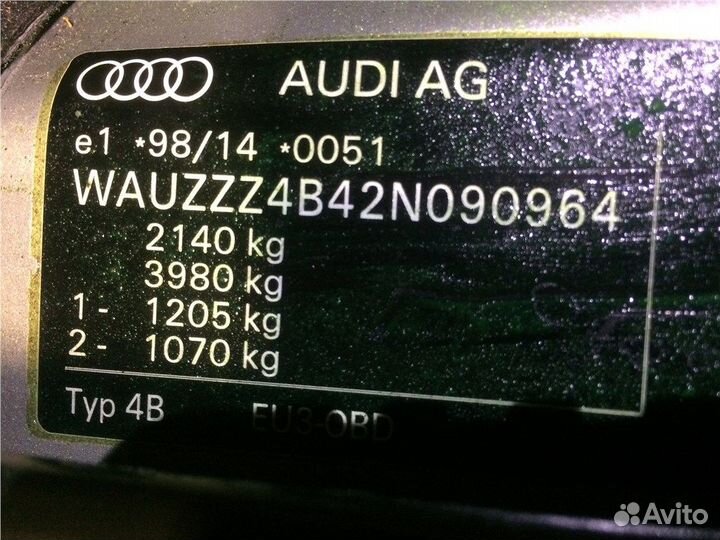 AUDI AG
e1 *98/14 *0051
WAUZZZ4B42N090964
2140 kg
3980 kg
1- 1205 kg
2- 1070 kg
Typ 4B EU3-OBD
Avito